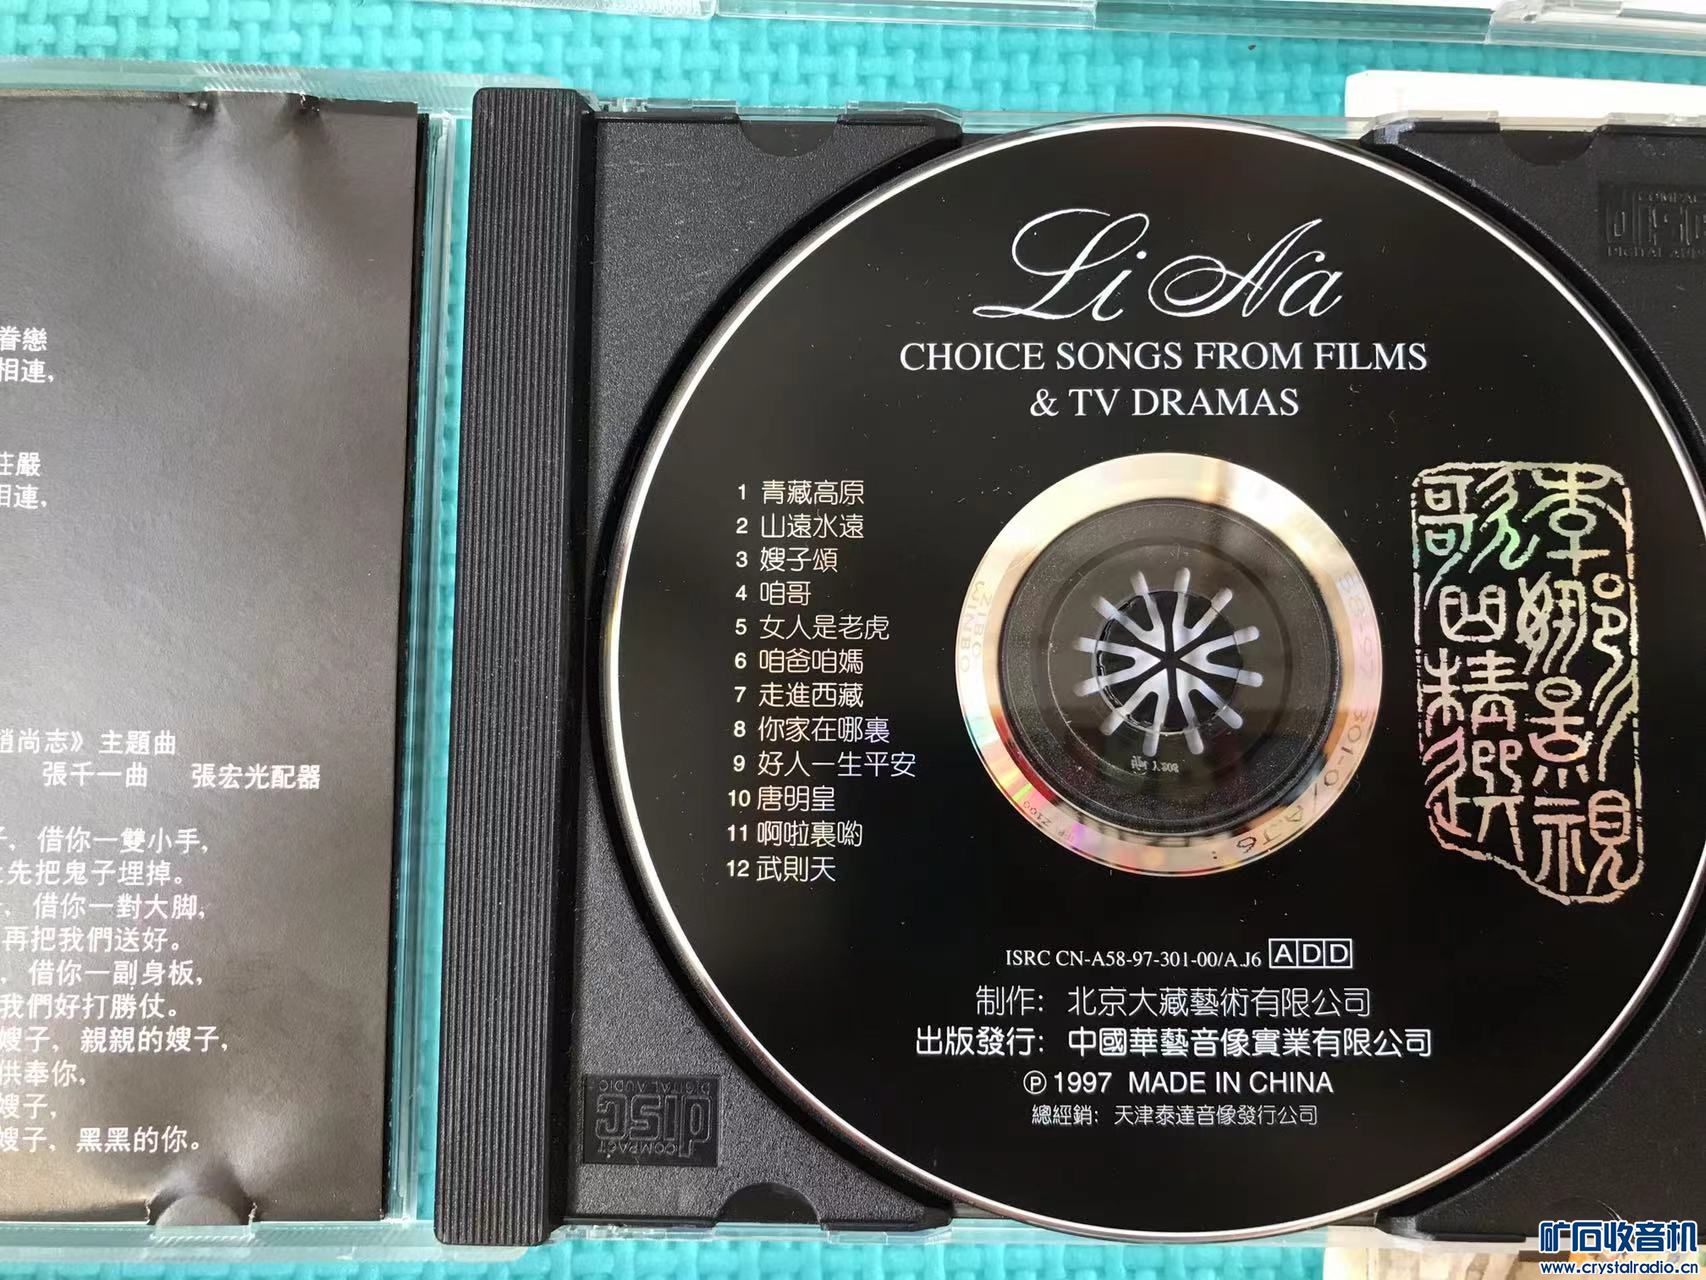 眷戀
相連,
莊嚴
相連,
趙尚志》主題曲
張千一曲 張宏光配器
子, 借你一雙小手,
先把鬼子埋掉。
借你一對大脚,
再把我們送好。
借你一副身板,
我們好打勝仗。
嫂子, 親親的嫂子,
供奉你,
嫂子,
嫂子, 黑黑的你。
Li Na
CHOICE SONGS FROM FILMS
& TV DRAMAS
1 青藏高原
2 山遠水遠
3 嫂子頌
4 咱哥
5 女人是老虎
6 咱爸咱媽
7 走進西藏
8 你家在哪裏
9 好人一生平安
10 唐明皇
11 啊啦裏喲
12 武則天
李娜影視
歌曲精選
ISRC CN-A58-97-301-00/A.J6 ADD
制作: 北京大藏藝術有限公司
出版發行: 中國華藝音像實業有限公司
Ⓟ 1997 MADE IN CHINA
總經銷: 天津泰達音像發行公司
COMPACT
disc
DIGITAL AUDIO
COMPACT
disc
DIGITAL AUDIO
矿石收音机
www.crystalradio.cn